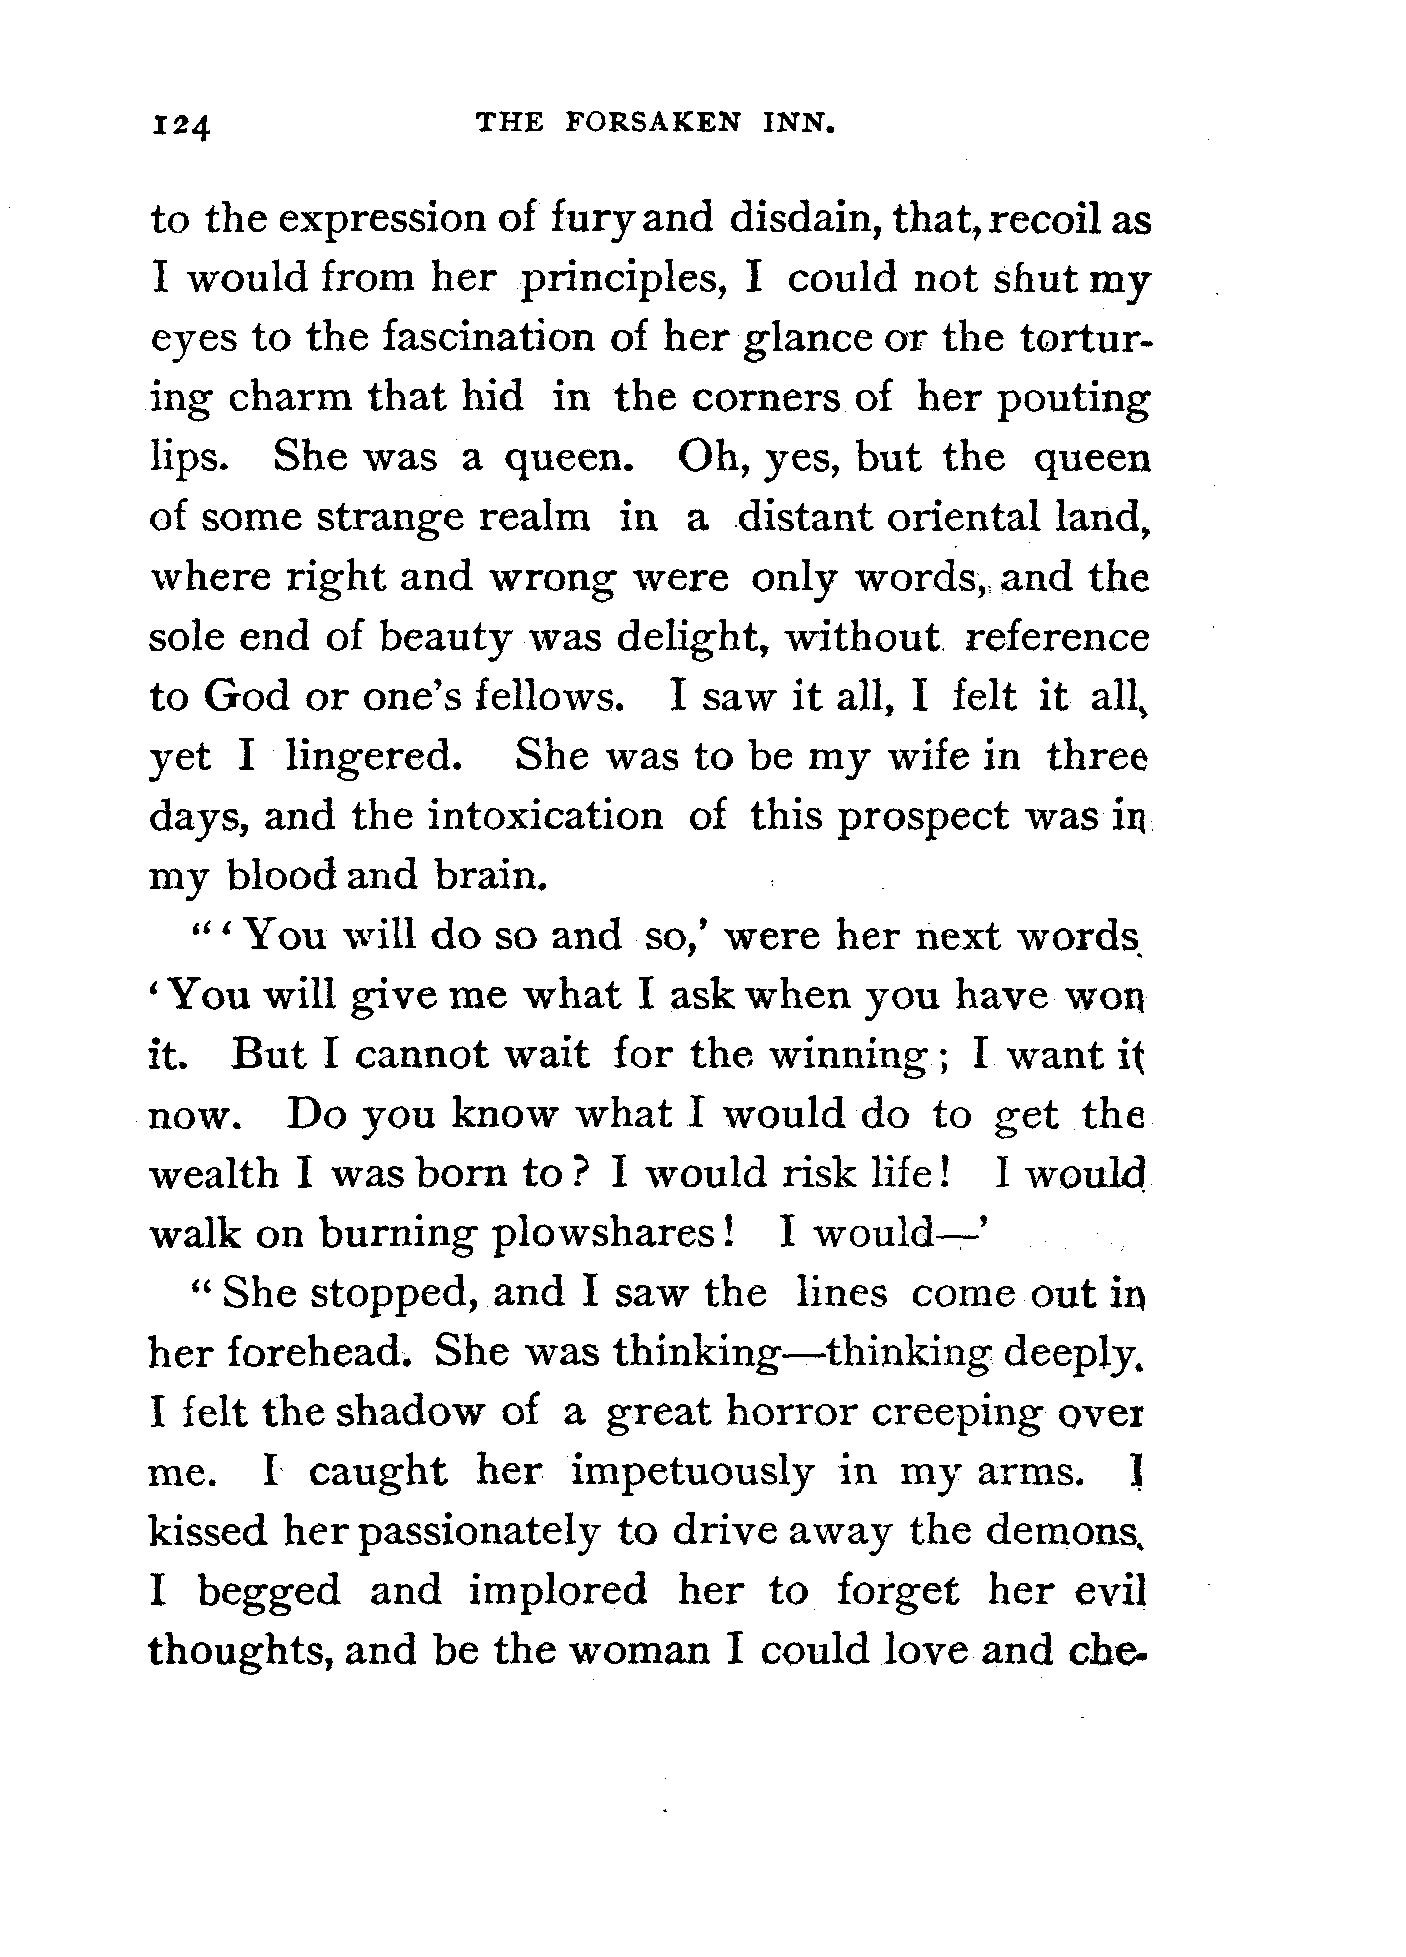 124 THE FORSAKEN INN.
to the expression of fury and disdain, that, recoil as
I would from her principles, I could not shut my
eyes to the fascination of her glance or the tortur-
ing charm that hid in the corners of her pouting
lips. She was a queen. Oh, yes, but the queen
of some strange realm in a distant oriental land,
where right and wrong were only words, and the
sole end of beauty was delight, without reference
to God or one's fellows. I saw it all, I felt it all,
yet I lingered. She was to be my wife in three
days, and the intoxication of this prospect was in
my blood and brain.
"'You will do so and so,' were her next words.
'You will give me what I ask when you have won
it. But I cannot wait for the winning; I want it
now. Do you know what I would do to get the
wealth I was born to? I would risk life! I would
walk on burning plowshares! I would—'
"She stopped, and I saw the lines come out in
her forehead. She was thinking—thinking deeply.
I felt the shadow of a great horror creeping over
me. I caught her impetuously in my arms. I
kissed her passionately to drive away the demons.
I begged and implored her to forget her evil
thoughts, and be the woman I could love and che-